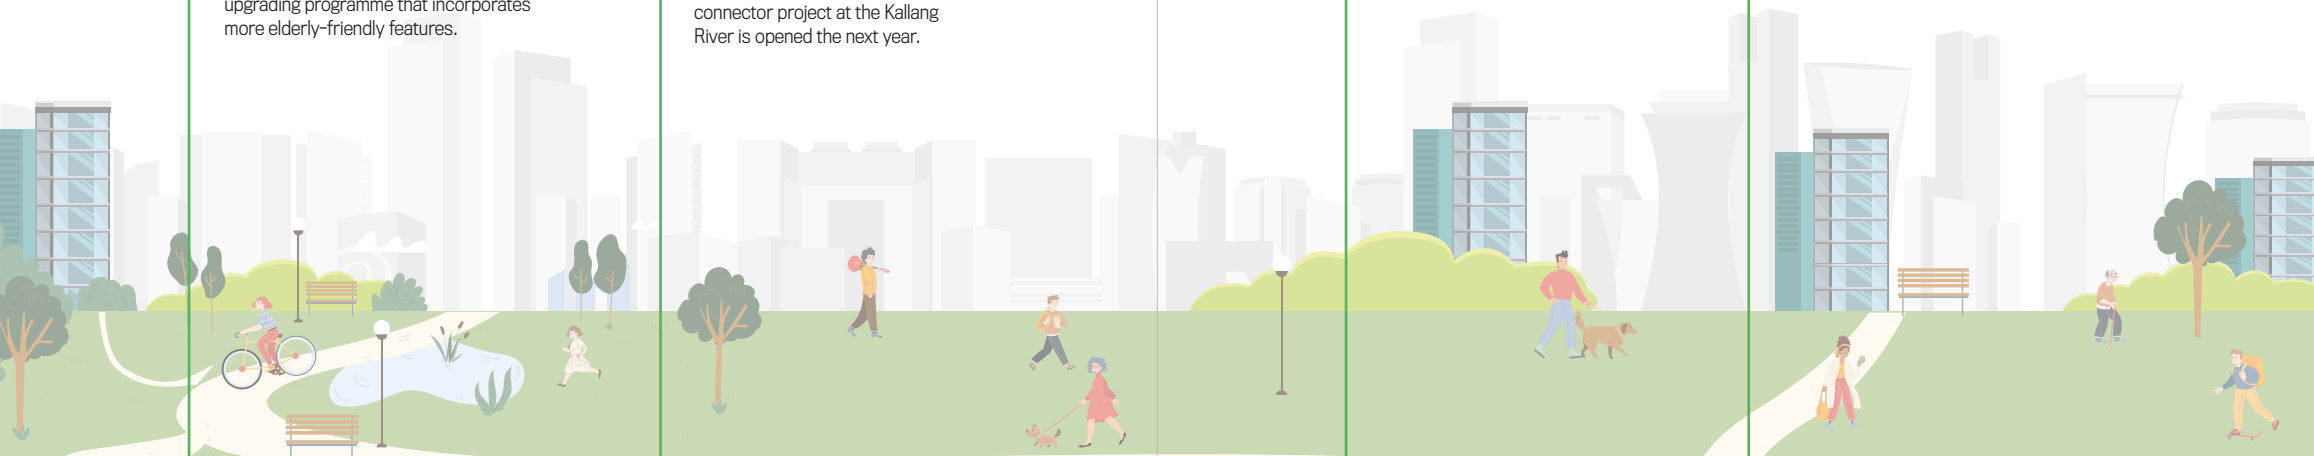 upgrading programme that incorporates
more elderly-friendly features.
connector project at the Kallang
River is opened the next year.